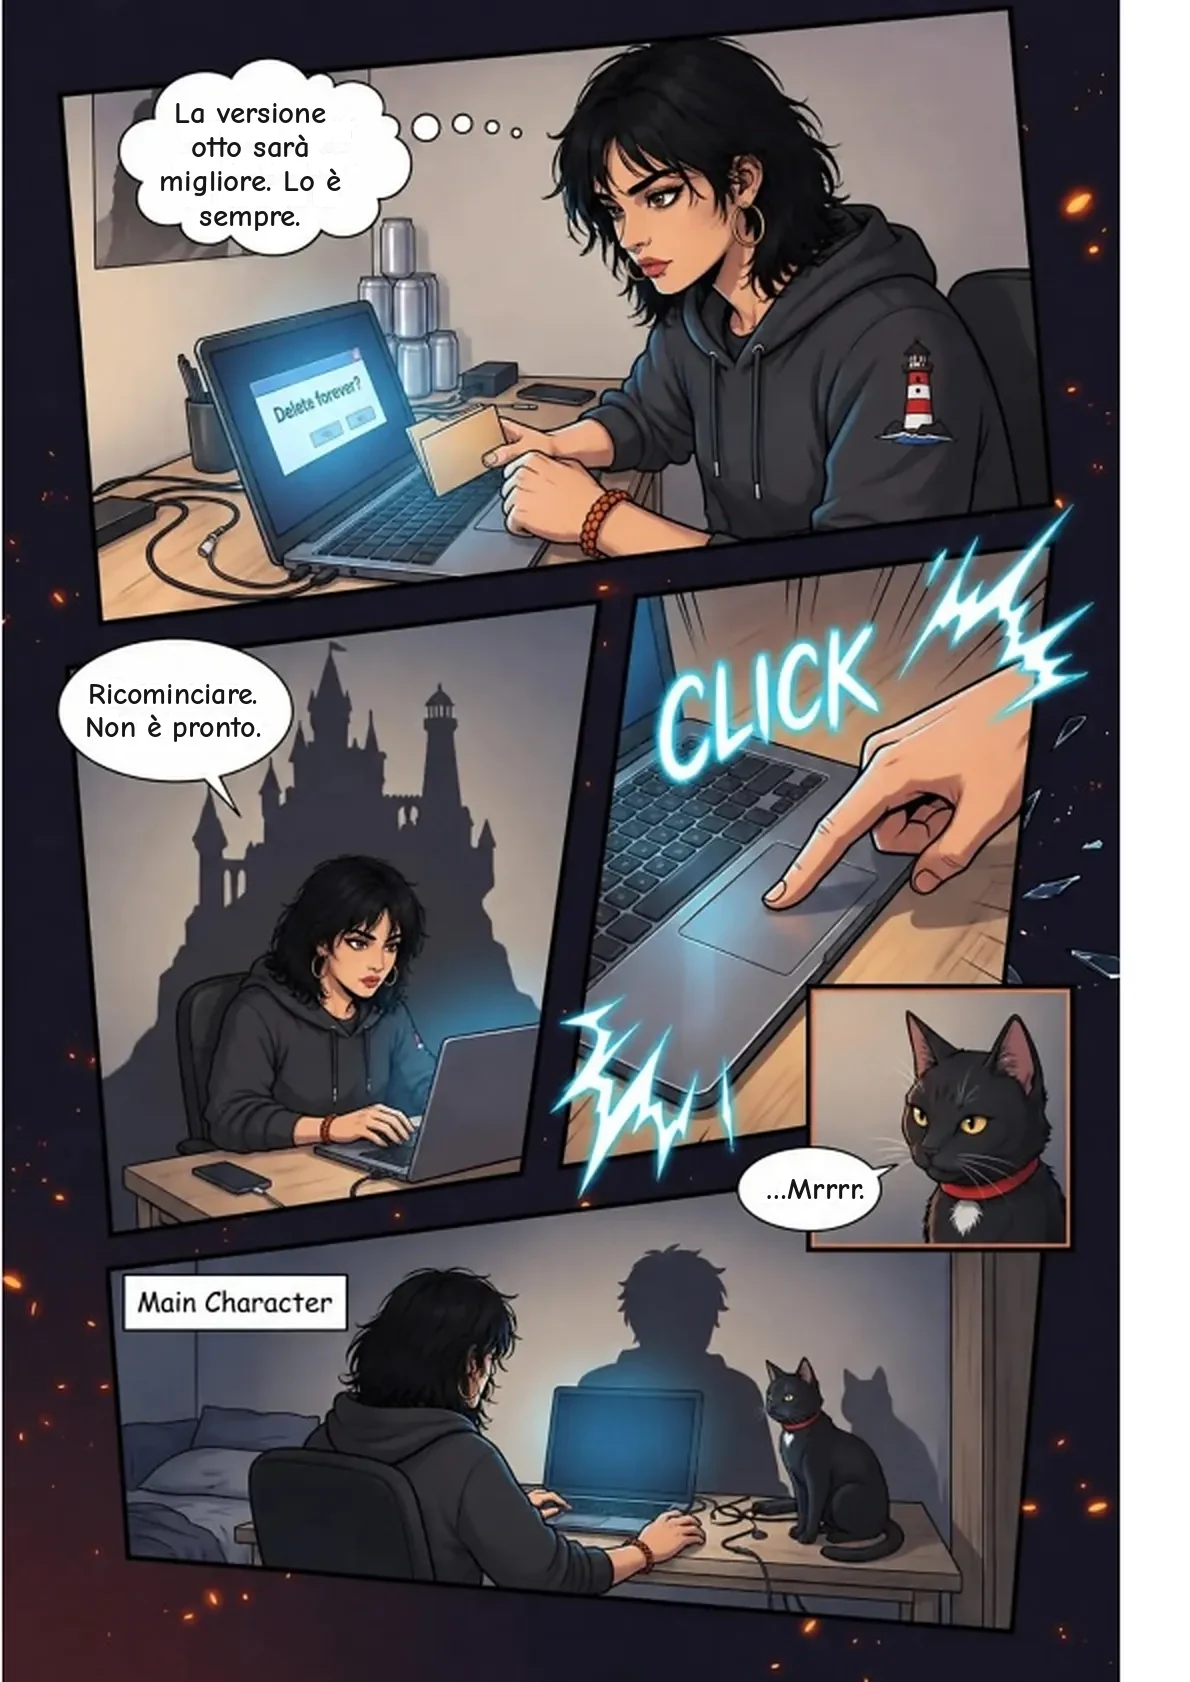 La versione
otto sarà
migliore. Lo è
sempre.
Delete forever?
Ricominciare.
Non è pronto.
CLICK
...Mrrrr.
Main Character